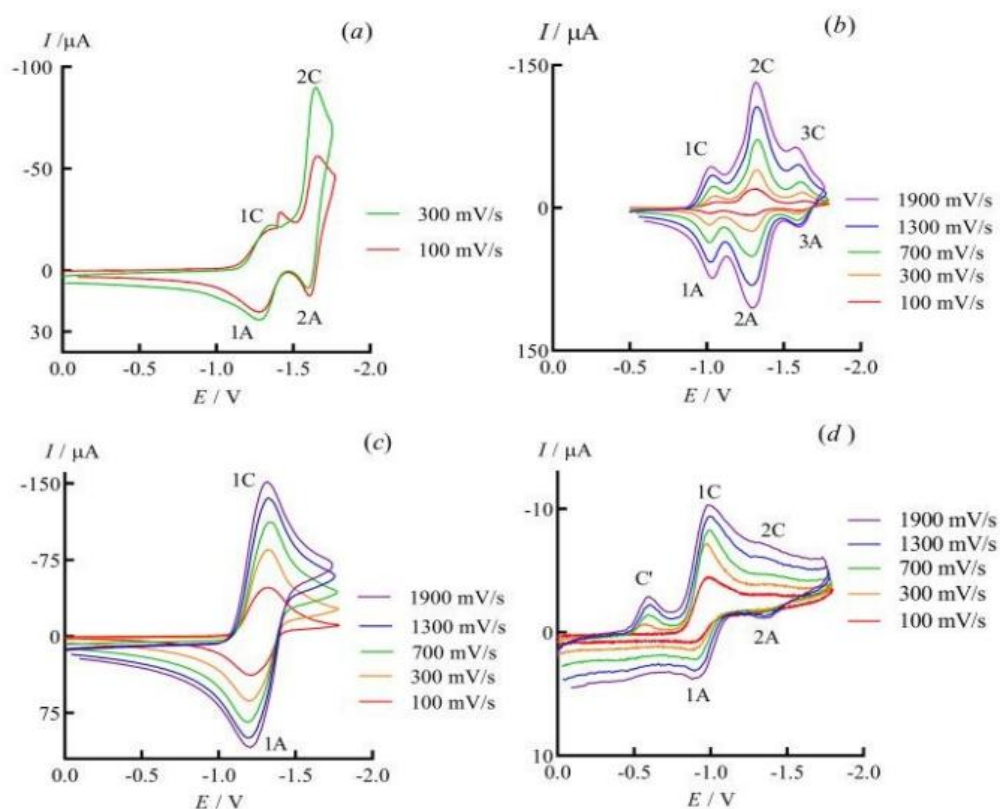 (a)
I /μA
-100
-50
0
30
2C
1C
1A
2A
300 mV/s
100 mV/s
0.0 -0.5 -1.0 -1.5 -2.0
E / V
(b)
I / μA
-150
0
150
2C
1C
3C
1A
2A
3A
1900 mV/s
1300 mV/s
700 mV/s
300 mV/s
100 mV/s
0.0 -0.5 -1.0 -1.5 -2.0
E / V
(c)
I / μA
-150
-75
0
75
1C
1A
1900 mV/s
1300 mV/s
700 mV/s
300 mV/s
100 mV/s
0.0 -0.5 -1.0 -1.5 -2.0
E / V
(d )
I / μA
-10
0
10
1C
2C
C'
2A
1A
1900 mV/s
1300 mV/s
700 mV/s
300 mV/s
100 mV/s
0.0 -0.5 -1.0 -1.5 -2.0
E / V